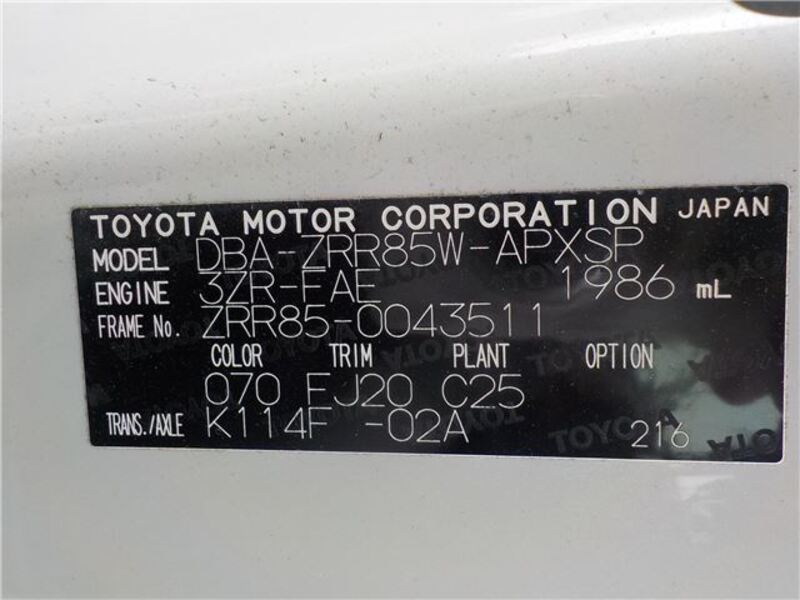 TOYOTA MOTOR CORPORATION JAPAN
MODEL DBA-ZRR85W-APXSP
ENGINE 3ZR-FAE 1986 mL
FRAME No. ZRR85-0043511
COLOR TRIM PLANT OPTION
070 FJ20 C25
TRANS./AXLE K114F -02A 216